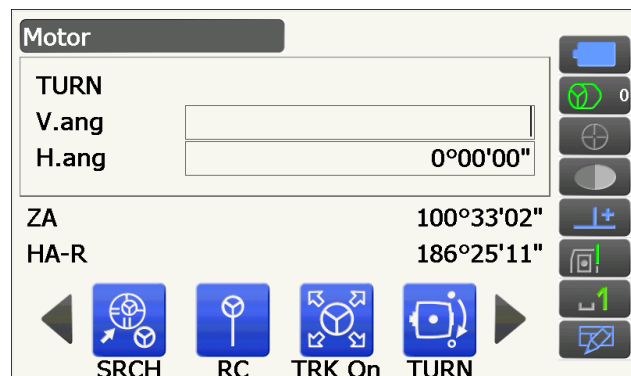 Motor
TURN
V.ang
H.ang 0°00'00"
0
ZA 100°33'02"
HA-R 186°25'11"
1
SRCH RC TRK On TURN